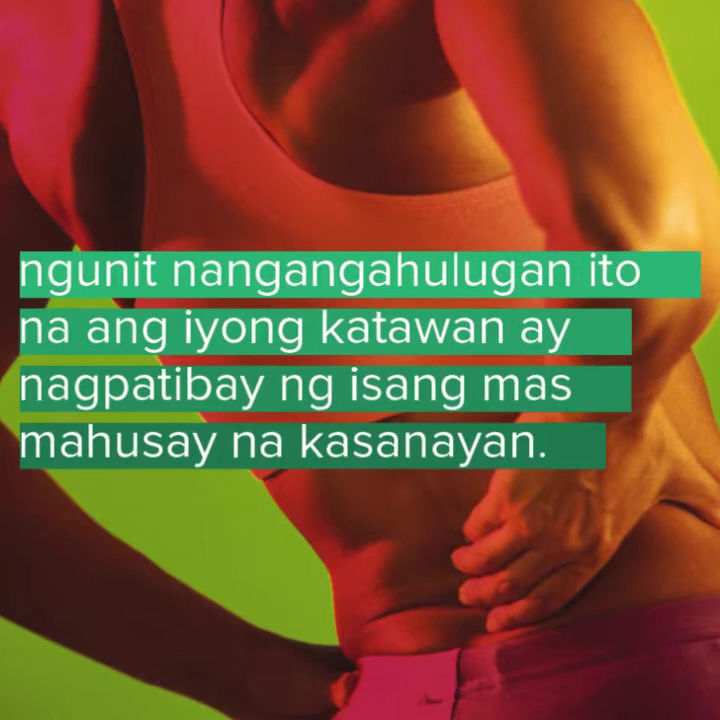 ngunit nangangahulugan ito
na ang iyong katawan ay
nagpatibay ng isang mas
mahusay na kasanayan.